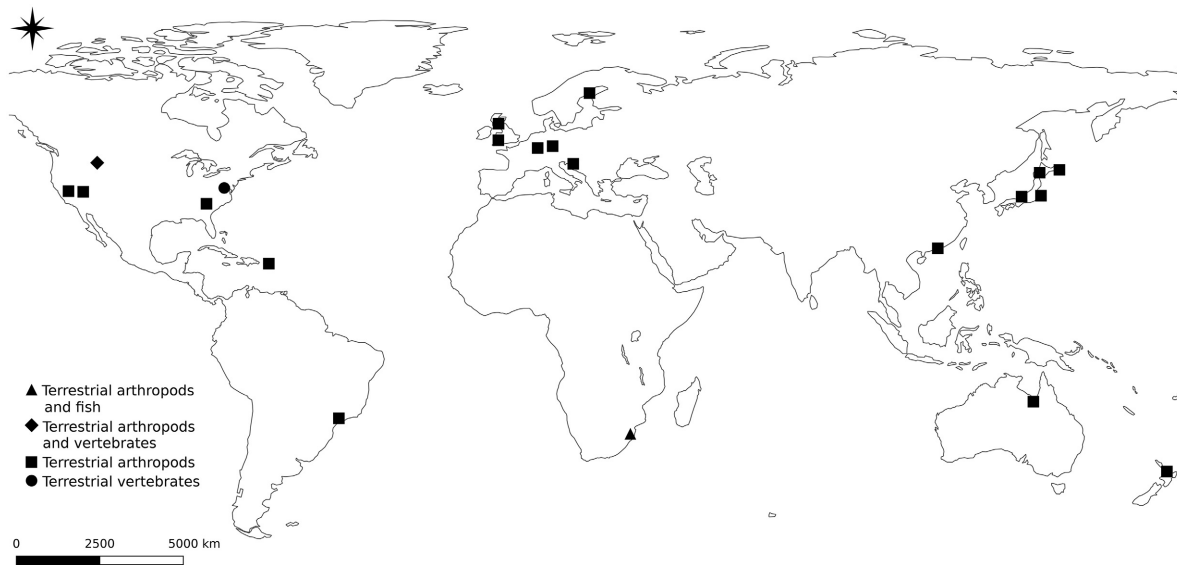 Terrestrial arthropods
and fish
Terrestrial arthropods
and vertebrates
Terrestrial arthropods
Terrestrial vertebrates
0 2500 5000 km